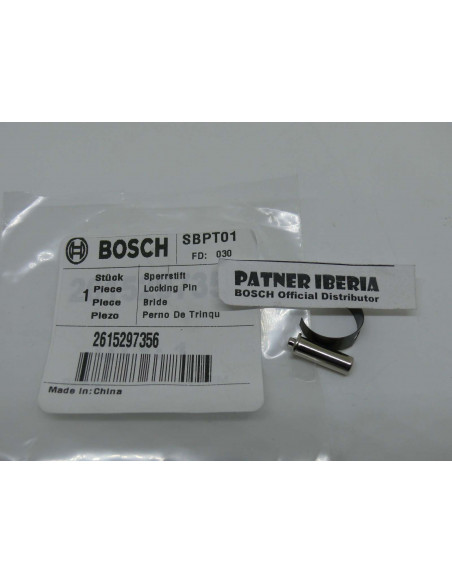 BOSCH SBPT01
FD: 030
Stück Sperrstift
1 Piece Locking Pin
Piece Bride
Piezo Perno De Trinqu
2615297356
Made in: China
PATNER IBERIA
BOSCH Official Distributor